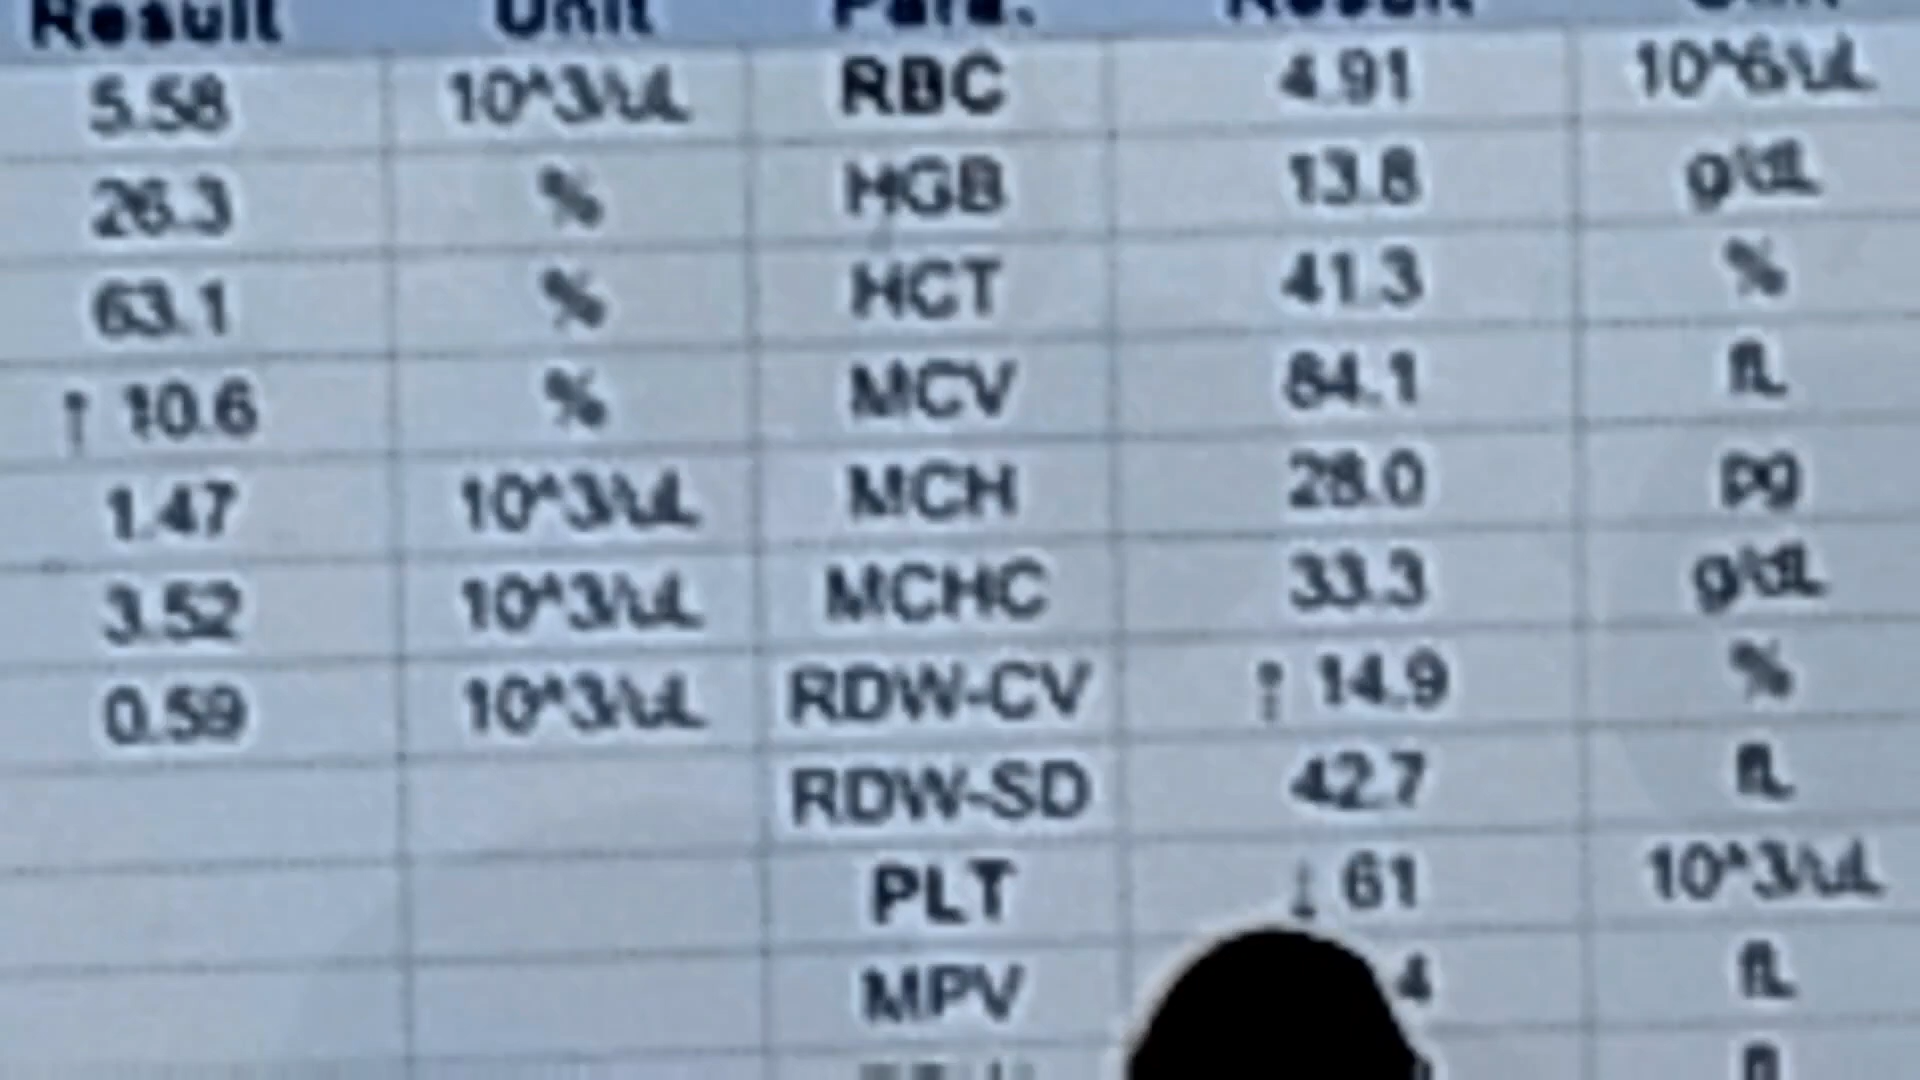 Result Unit Para. Result Unit
5.58 10^3/uL RBC 4.91 10^6/uL
26.3 % HGB 13.8 g/dL
63.1 % HCT 41.3 %
↑ 10.6 % MCV 84.1 fL
1.47 10^3/uL MCH 28.0 pg
3.52 10^3/uL MCHC 33.3 g/dL
0.59 10^3/uL RDW-CV ↑ 14.9 %
RDW-SD 42.7 fL
PLT ↓ 61 10^3/uL
MPV 4 fL